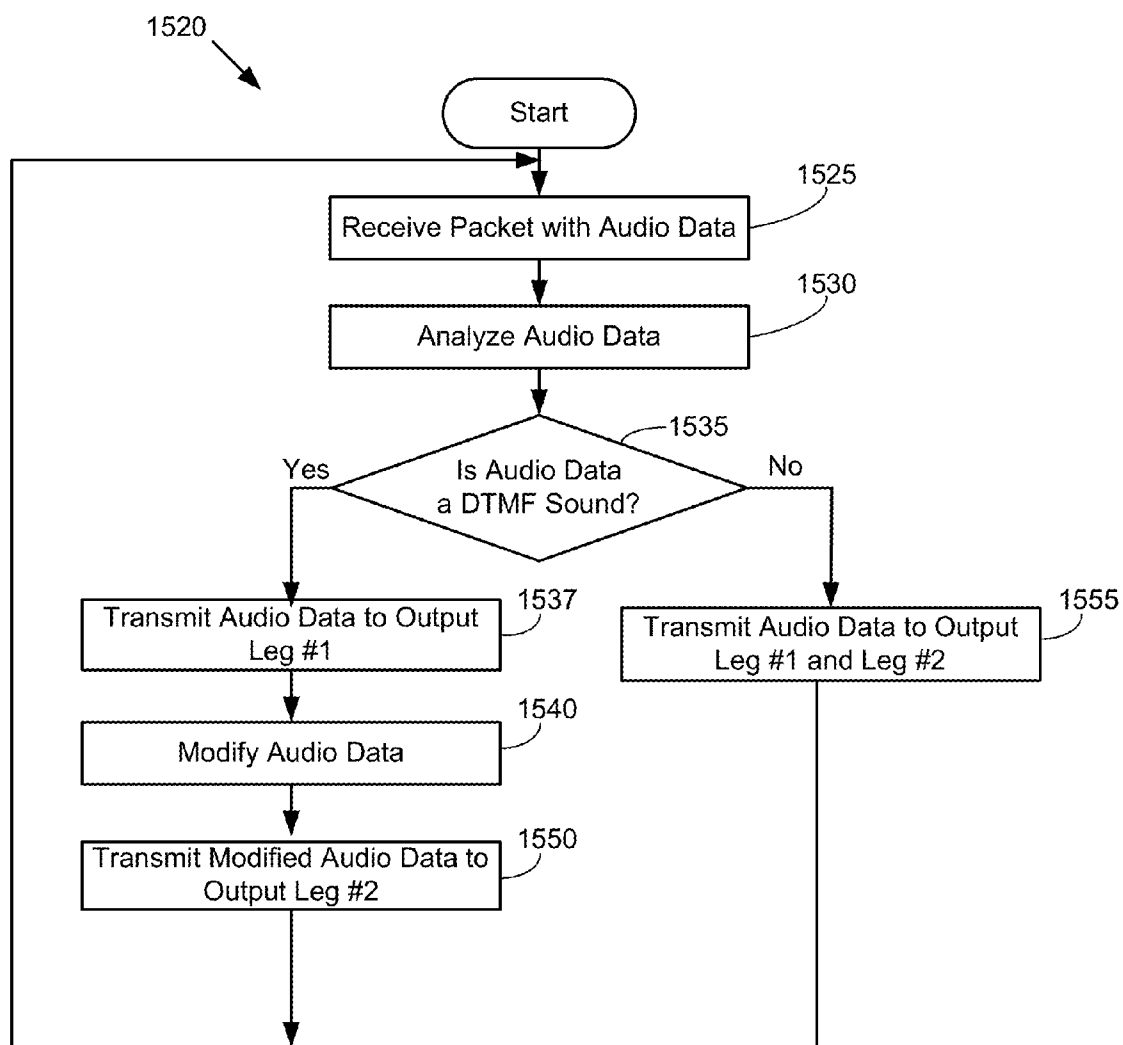 1520
Start
1525
Receive Packet with Audio Data
1530
Analyze Audio Data
1535
Yes
Is Audio Data
a DTMF Sound?
No
1537
Transmit Audio Data to Output
Leg #1
1555
Transmit Audio Data to Output
Leg #1 and Leg #2
1540
Modify Audio Data
1550
Transmit Modified Audio Data to
Output Leg #2